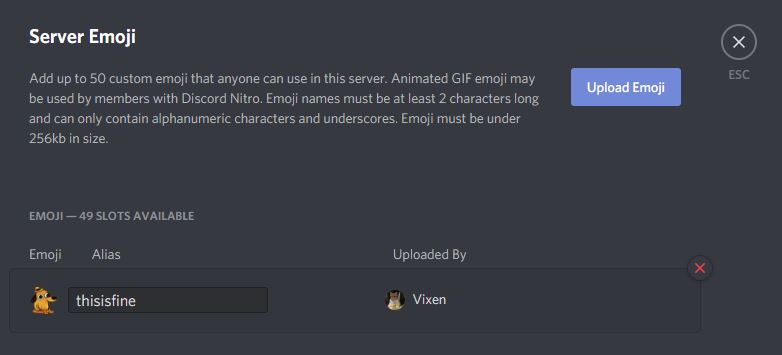 Server Emoji
ESC
Add up to 50 custom emoji that anyone can use in this server. Animated GIF emoji may
be used by members with Discord Nitro. Emoji names must be at least 2 characters long
and can only contain alphanumeric characters and underscores. Emoji must be under
256kb in size.
Upload Emoji
EMOJI — 49 SLOTS AVAILABLE
Emoji Alias Uploaded By
thisisfine Vixen